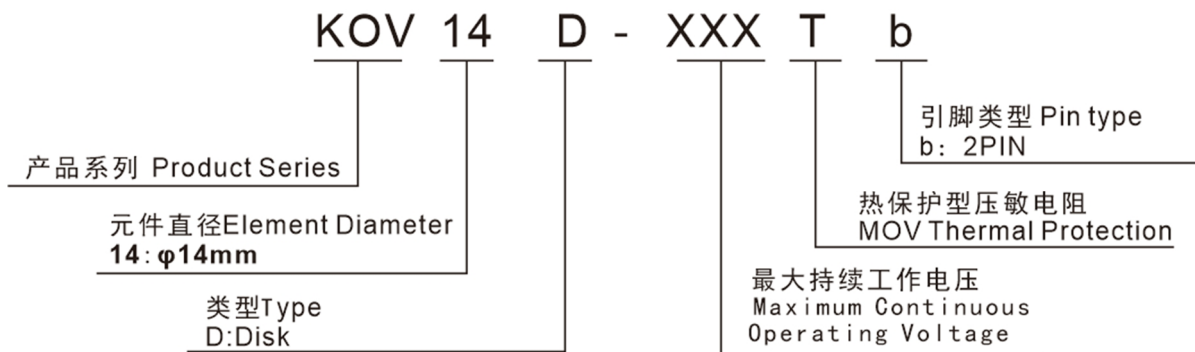 KOV 14 D - XXX T b
引脚类型 Pin type
b: 2PIN
产品系列 Product Series
热保护型压敏电阻
MOV Thermal Protection
元件直径Element Diameter
14: φ14mm
最大持续工作电压
Maximum Continuous
Operating Voltage
类型Type
D:Disk